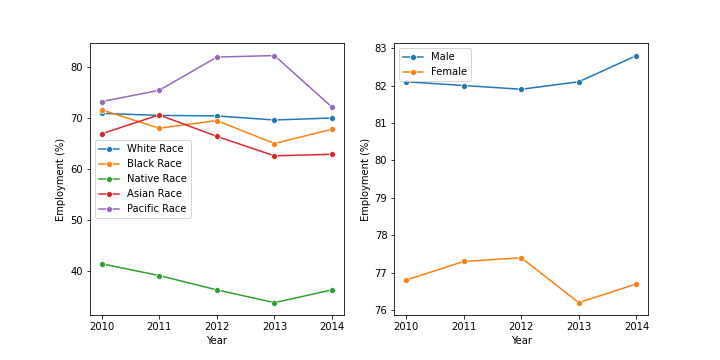 80
70
60
50
40
Employment (%)
White Race
Black Race
Native Race
Asian Race
Pacific Race
2010 2011 2012 2013 2014
Year
83
82
81
80
79
78
77
76
Employment (%)
Male
Female
2010 2011 2012 2013 2014
Year